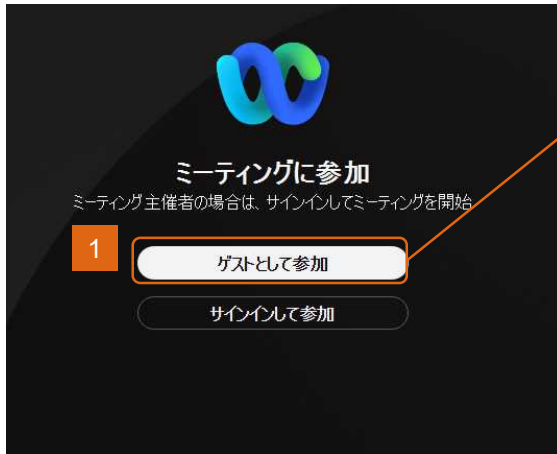 ミーティングに参加
ミーティング主催者の場合は、サインインしてミーティングを開始
1
ゲストとして参加
サインインして参加